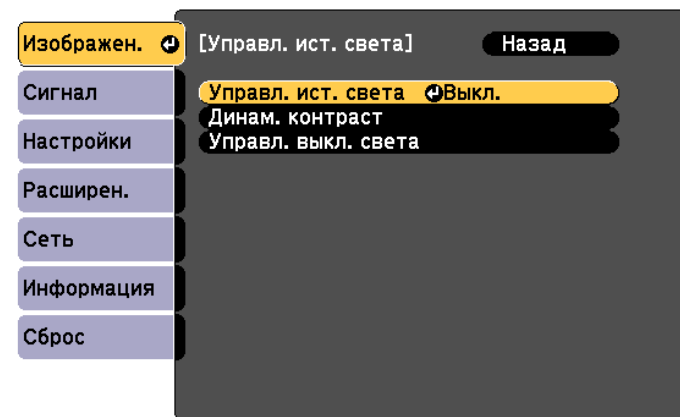 Изображен.
Сигнал
Настройки
Расширен.
Сеть
Информация
Сброс
[Управл. ист. света] Назад
Управл. ист. света Выкл.
Динам. контраст
Управл. выкл. света